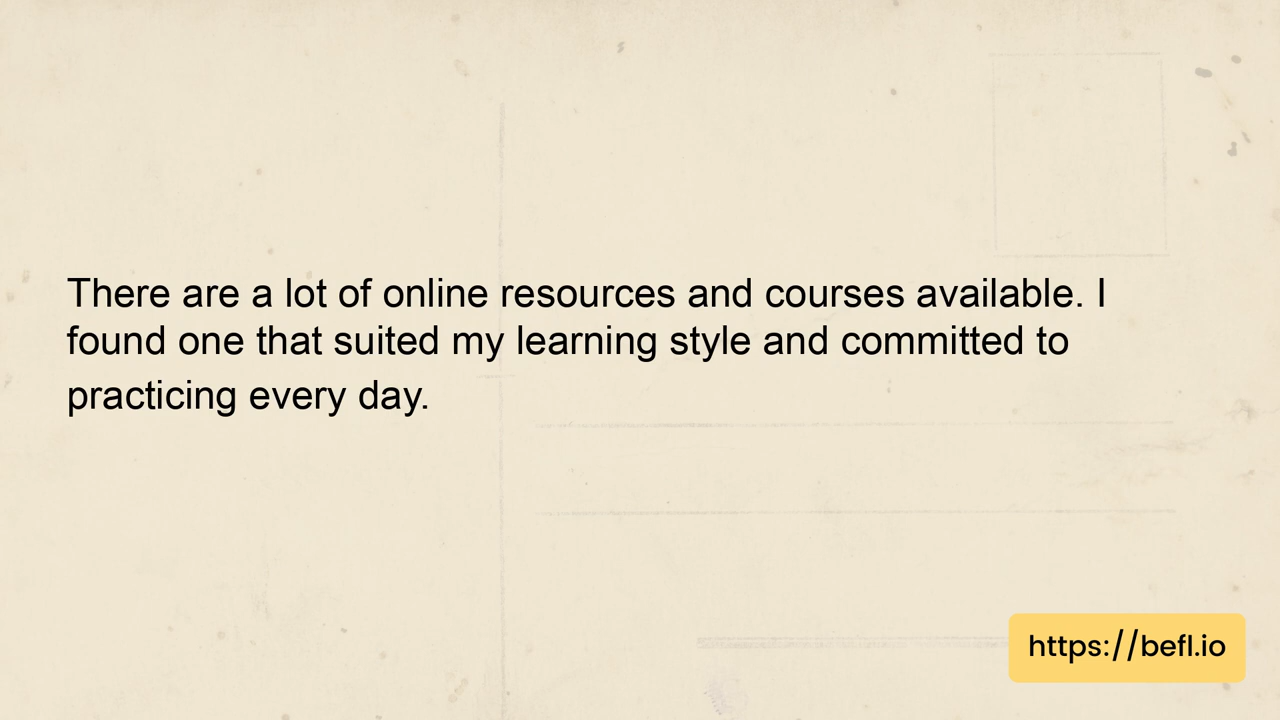 There are a lot of online resources and courses available. I
found one that suited my learning style and committed to
practicing every day.
https://befl.io